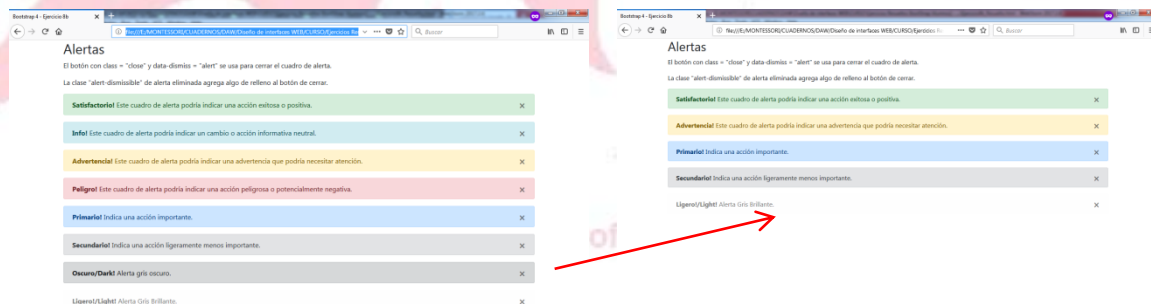 Bootstrap 4 - Ejercicio 8b
Buscar
Alertas
El botón con class = "close" y data-dismiss = "alert" se usa para cerrar el cuadro de alerta.
La clase "alert-dismissible" de alerta eliminada agrega algo de relleno al botón de cerrar.
Satisfactorio! Este cuadro de alerta podría indicar una acción exitosa o positiva. ×
Info! Este cuadro de alerta podría indicar un cambio o acción informativa neutral. ×
Advertencia! Este cuadro de alerta podría indicar una advertencia que podría necesitar atención. ×
Peligro! Este cuadro de alerta podría indicar una acción peligrosa o potencialmente negativa. ×
Primario! Indica una acción importante. ×
Secundario! Indica una acción ligeramente menos importante. ×
Oscuro/Dark! Alerta gris oscuro. ×
Ligero!/Light! Alerta Gris Brillante. ×
Bootstrap 4 - Ejercicio 8b
file:///E:/MONTESSORI/CUADERNOS/DAW/Diseño de interfaces WEB/CURSO/Ejercicios
Buscar
Alertas
El botón con class = "close" y data-dismiss = "alert" se usa para cerrar el cuadro de alerta.
La clase "alert-dismissible" de alerta eliminada agrega algo de relleno al botón de cerrar.
Satisfactorio! Este cuadro de alerta podría indicar una acción exitosa o positiva. ×
Advertencia! Este cuadro de alerta podría indicar una advertencia que podría necesitar atención. ×
Primario! Indica una acción importante. ×
Secundario! Indica una acción ligeramente menos importante. ×
Ligero!/Light! Alerta Gris Brillante. ×